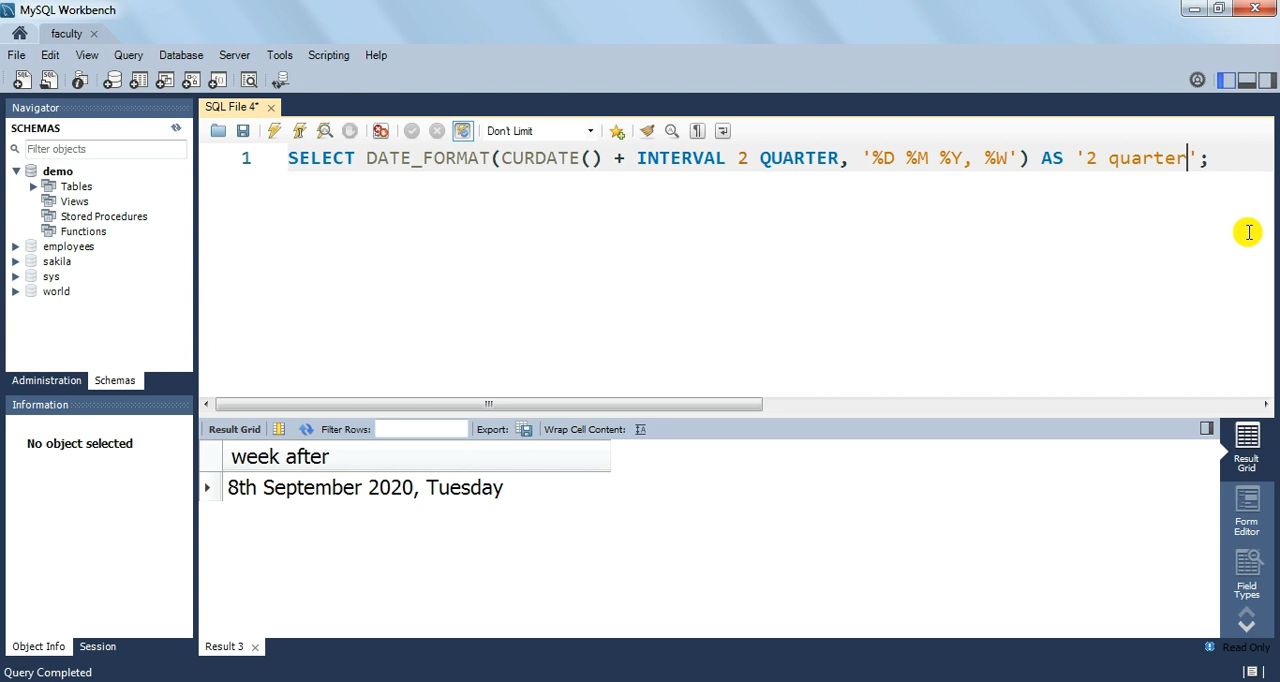 MySQL Workbench
faculty
File Edit View Query Database Server Tools Scripting Help
Navigator
SQL File 4*
SCHEMAS
Don't Limit
Filter objects
1 SELECT DATE_FORMAT(CURDATE() + INTERVAL 2 QUARTER, '%D %M %Y, %W') AS '2 quarter';
demo
Tables
Views
Stored Procedures
Functions
employees
sakila
sys
world
Administration Schemas
Information
No object selected
Result Grid Filter Rows: Export: Wrap Cell Content:
week after
8th September 2020, Tuesday
Result Grid
Form Editor
Field Types
Object Info Session
Result 3
Read Only
Query Completed